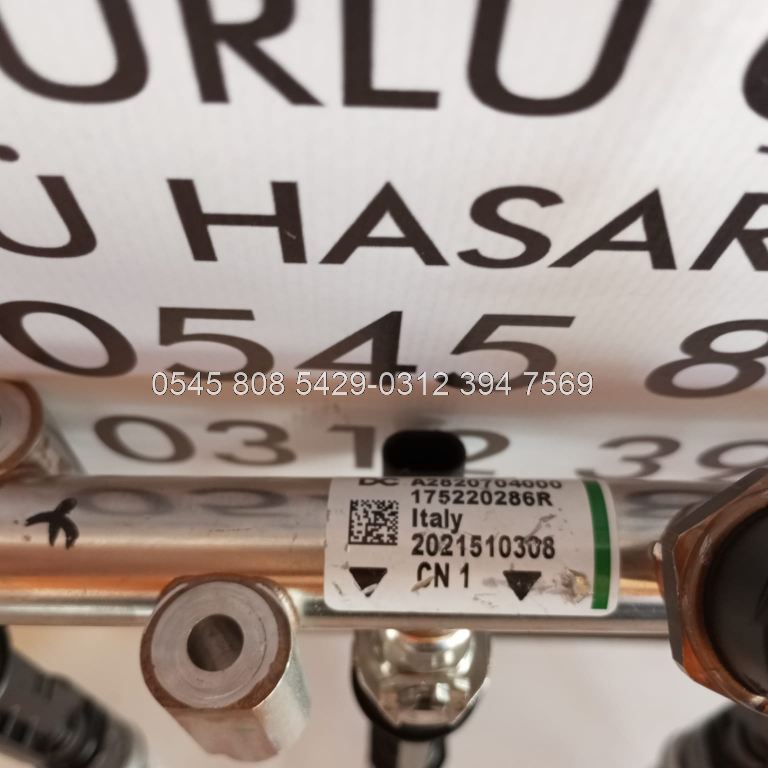 URLU
Ü HASAR
0545 8
0545 808 5429-0312 394 7569
0312 39
DC A2820704000
175220286R
Italy
2021510308
CN 1